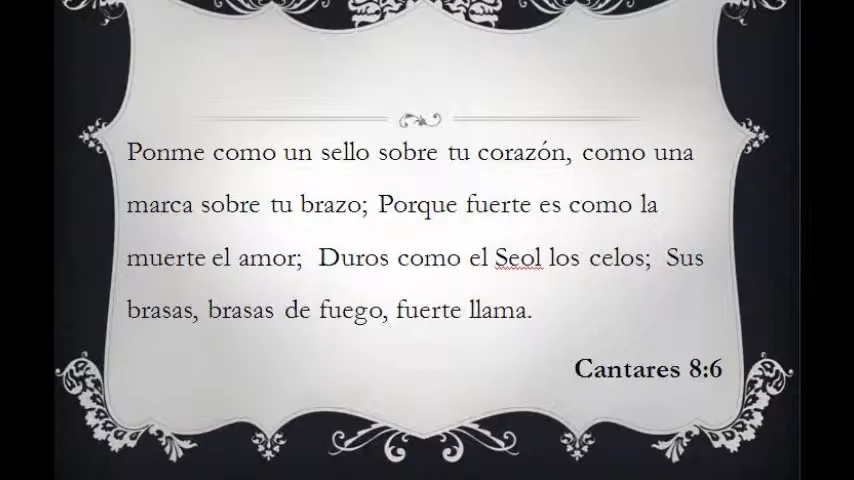 Ponme como un sello sobre tu corazón, como una
marca sobre tu brazo; Porque fuerte es como la
muerte el amor; Duros como el Seol los celos; Sus
brasas, brasas de fuego, fuerte llama.
Cantares 8:6